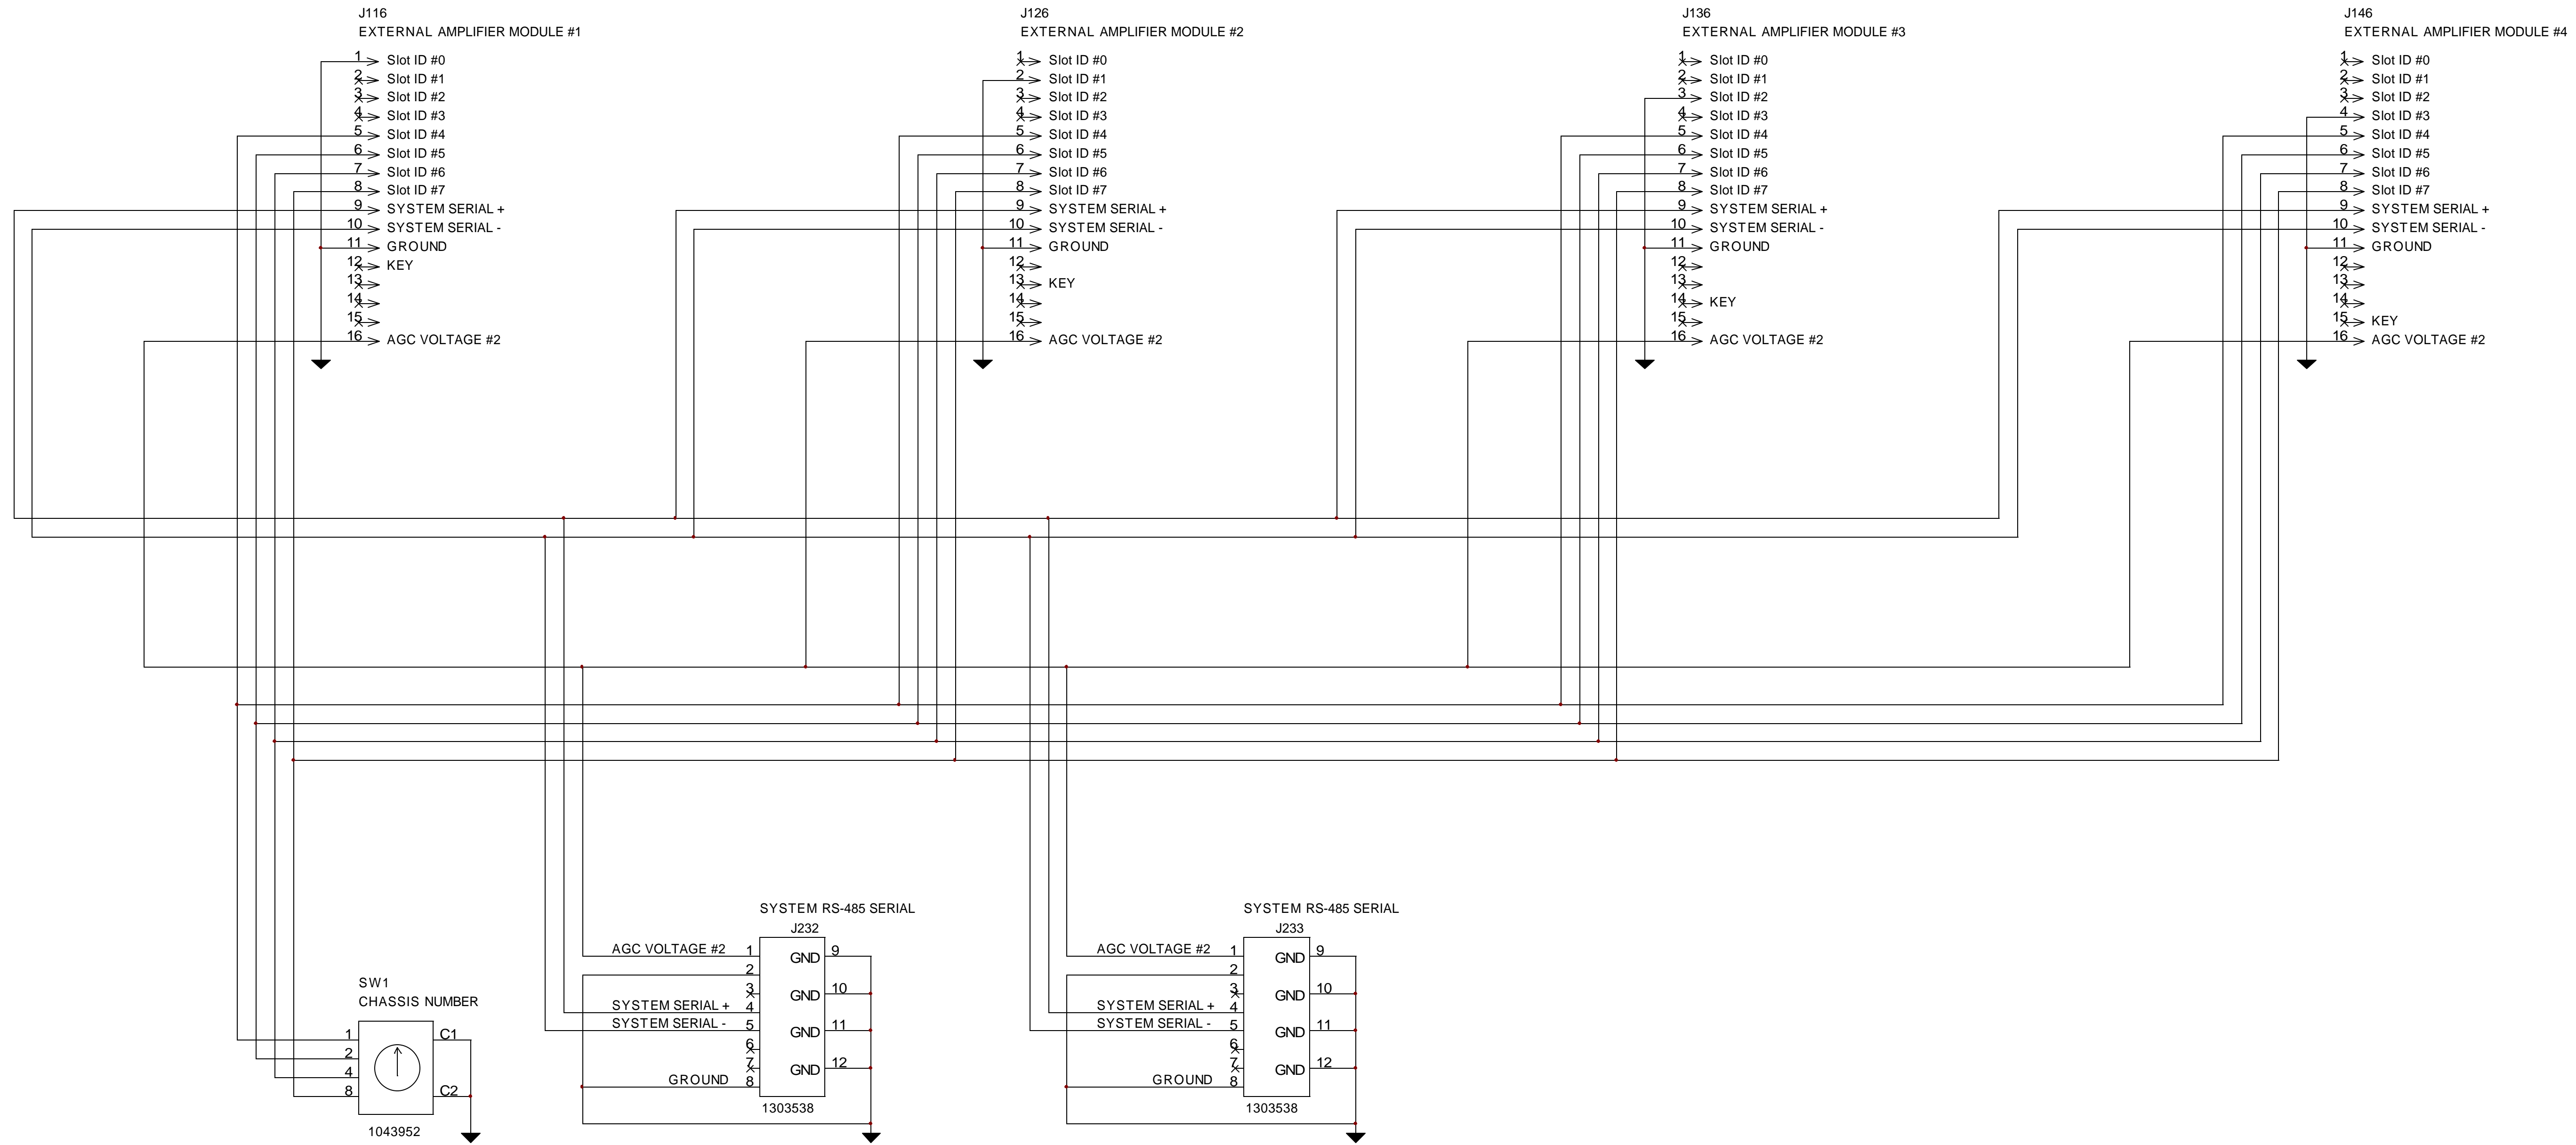 J116
EXTERNAL AMPLIFIER MODULE #1
1 Slot ID #0
2 Slot ID #1
3 Slot ID #2
4 Slot ID #3
5 Slot ID #4
6 Slot ID #5
7 Slot ID #6
8 Slot ID #7
9 SYSTEM SERIAL +
10 SYSTEM SERIAL -
11 GROUND
12 KEY
13
14
15
16 AGC VOLTAGE #2
J126
EXTERNAL AMPLIFIER MODULE #2
1 Slot ID #0
2 Slot ID #1
3 Slot ID #2
4 Slot ID #3
5 Slot ID #4
6 Slot ID #5
7 Slot ID #6
8 Slot ID #7
9 SYSTEM SERIAL +
10 SYSTEM SERIAL -
11 GROUND
12
13 KEY
14
15
16 AGC VOLTAGE #2
J136
EXTERNAL AMPLIFIER MODULE #3
1 Slot ID #0
2 Slot ID #1
3 Slot ID #2
4 Slot ID #3
5 Slot ID #4
6 Slot ID #5
7 Slot ID #6
8 Slot ID #7
9 SYSTEM SERIAL +
10 SYSTEM SERIAL -
11 GROUND
12
13
14 KEY
15
16 AGC VOLTAGE #2
J146
EXTERNAL AMPLIFIER MODULE #4
1 Slot ID #0
2 Slot ID #1
3 Slot ID #2
4 Slot ID #3
5 Slot ID #4
6 Slot ID #5
7 Slot ID #6
8 Slot ID #7
9 SYSTEM SERIAL +
10 SYSTEM SERIAL -
11 GROUND
12
13
14
15 KEY
16 AGC VOLTAGE #2
SW1
CHASSIS NUMBER
1 C1
2
4
8 C2
1043952
SYSTEM RS-485 SERIAL
J232
AGC VOLTAGE #2 1 GND 9
2
3 GND 10
SYSTEM SERIAL + 4
SYSTEM SERIAL - 5 GND 11
6
7 GND 12
GROUND 8
1303538
SYSTEM RS-485 SERIAL
J233
AGC VOLTAGE #2 1 GND 9
2
3 GND 10
SYSTEM SERIAL + 4
SYSTEM SERIAL - 5 GND 11
6
7 GND 12
GROUND 8
1303538